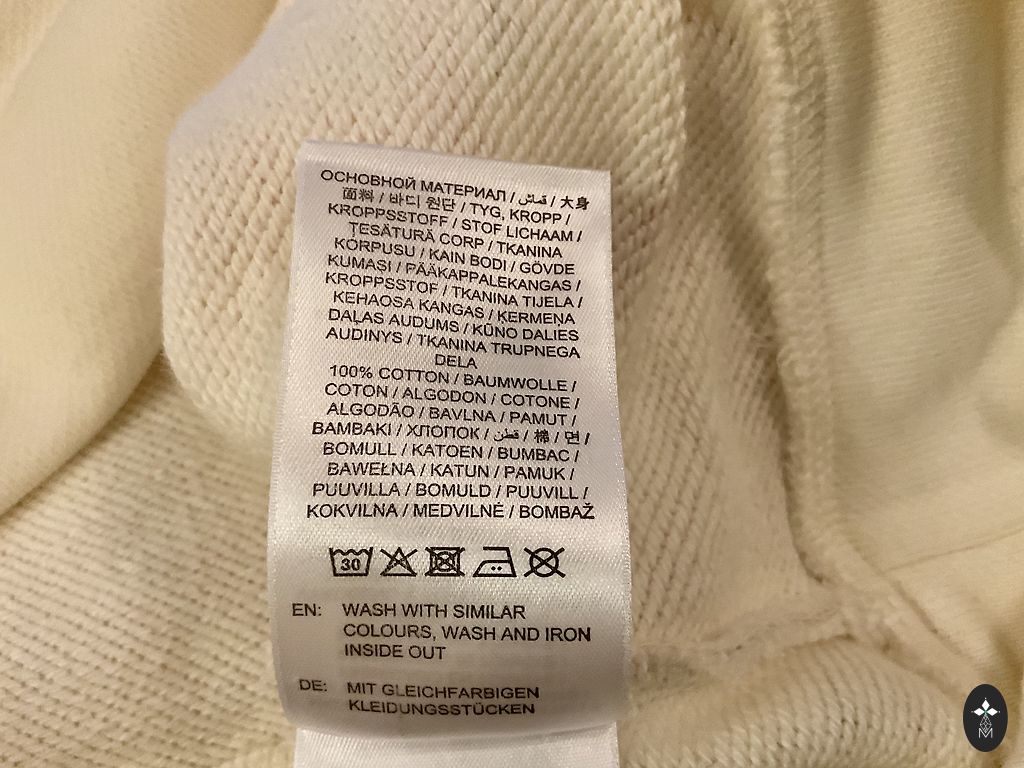 ОСНОВНОЙ МАТЕРИАЛ / قماش / 大身
面料 / 바디 원단 / TYG, KROPP /
KROPPSSTOFF / STOF LICHAAM /
ȚESĂTURĂ CORP / TKANINA
KORPUSU / KAIN BODI / GÖVDE
KUMAŞI / PÄÄKAPPALEKANGAS /
KROPPSSTOF / TKANINA TIJELA /
KEHAOSA KANGAS / ĶERMEŅA
DAĻAS AUDUMS / KŪNO DALIES
AUDINYS / TKANINA TRUPNEGA
DELA
100% COTTON / BAUMWOLLE /
COTON / ALGODON / COTONE /
ALGODÃO / BAVLNA / PAMUT /
BAMBAKI / ХЛОПОК / قطن / 棉 / 면 /
BOMULL / KATOEN / BUMBAC /
BAWEŁNA / KATUN / PAMUK /
PUUVILLA / BOMULD / PUUVILL /
KOKVILNA / MEDVILNĖ / BOMBAŽ
30
EN: WASH WITH SIMILAR
COLOURS, WASH AND IRON
INSIDE OUT
DE: MIT GLEICHFARBIGEN
KLEIDUNGSSTÜCKEN